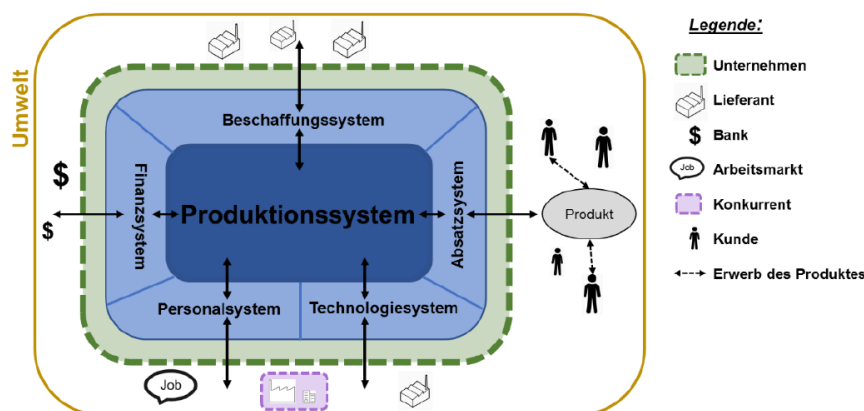 Umwelt
Beschaffungssystem
Finanzsystem
Produktionssystem
Absatzsystem
Personalsystem
Technologiesystem
$
$
Job
Produkt
Legende:
Unternehmen
Lieferant
$ Bank
Job Arbeitsmarkt
Konkurrent
Kunde
Erwerb des Produktes